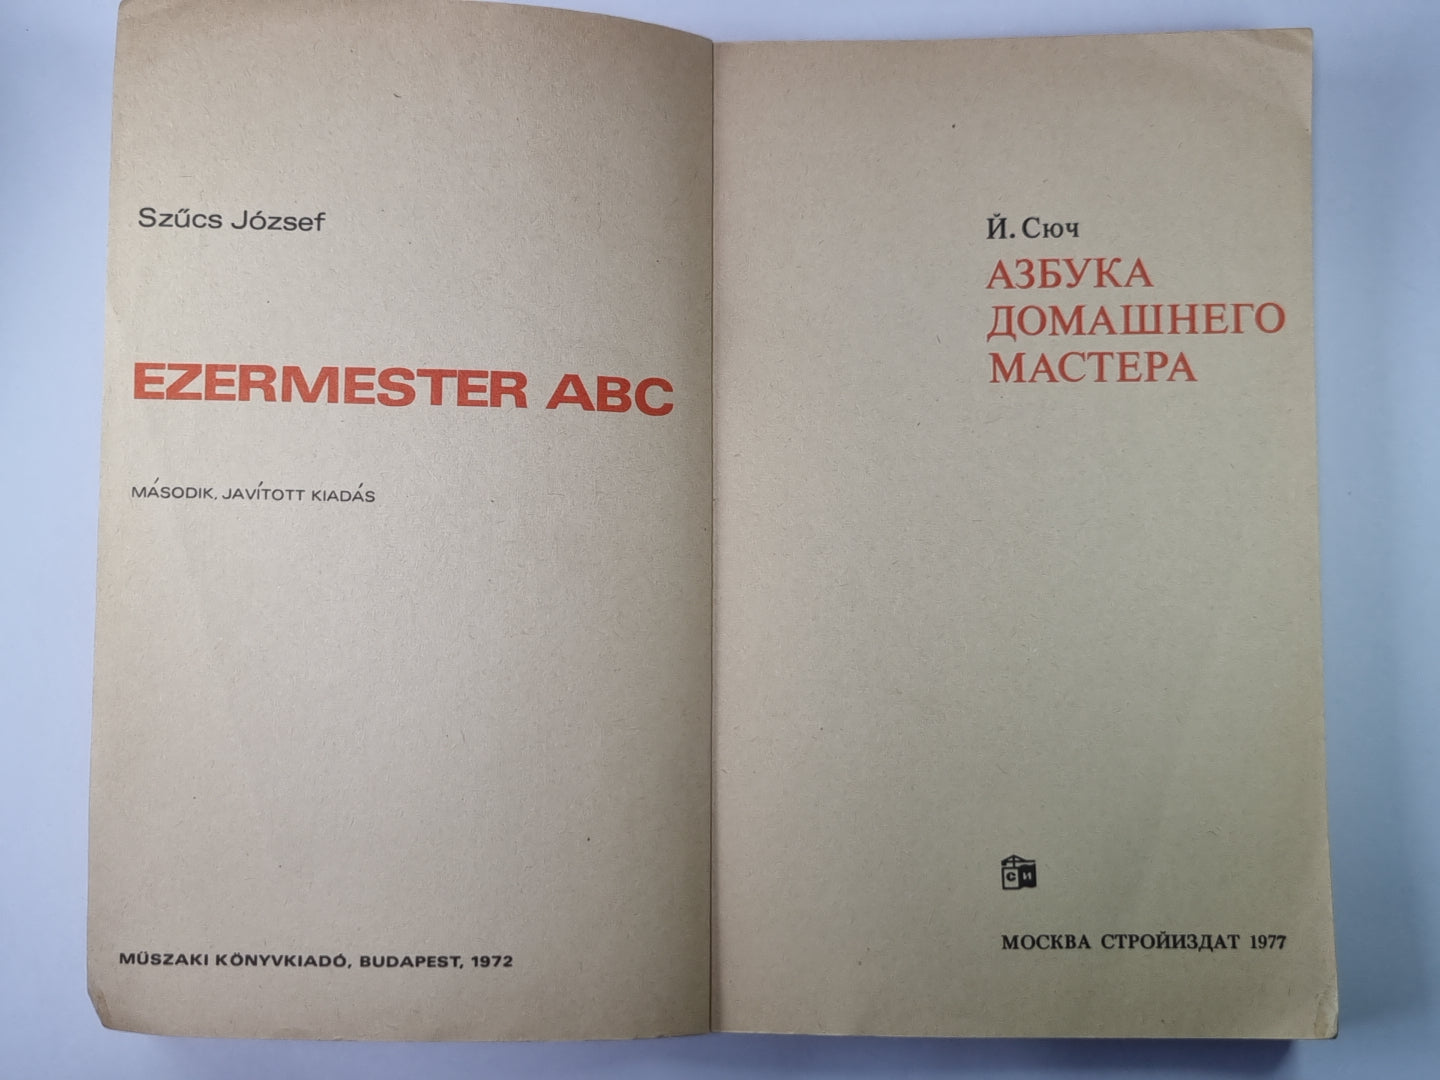 Szűcs József
EZERMESTER ABC
MÁSODIK, JAVÍTOTT KIADÁS
MŰSZAKI KÖNYVKIADÓ, BUDAPEST, 1972
Й. Сюч
АЗБУКА
ДОМАШНЕГО
МАСТЕРА
СИ
МОСКВА СТРОЙИЗДАТ 1977